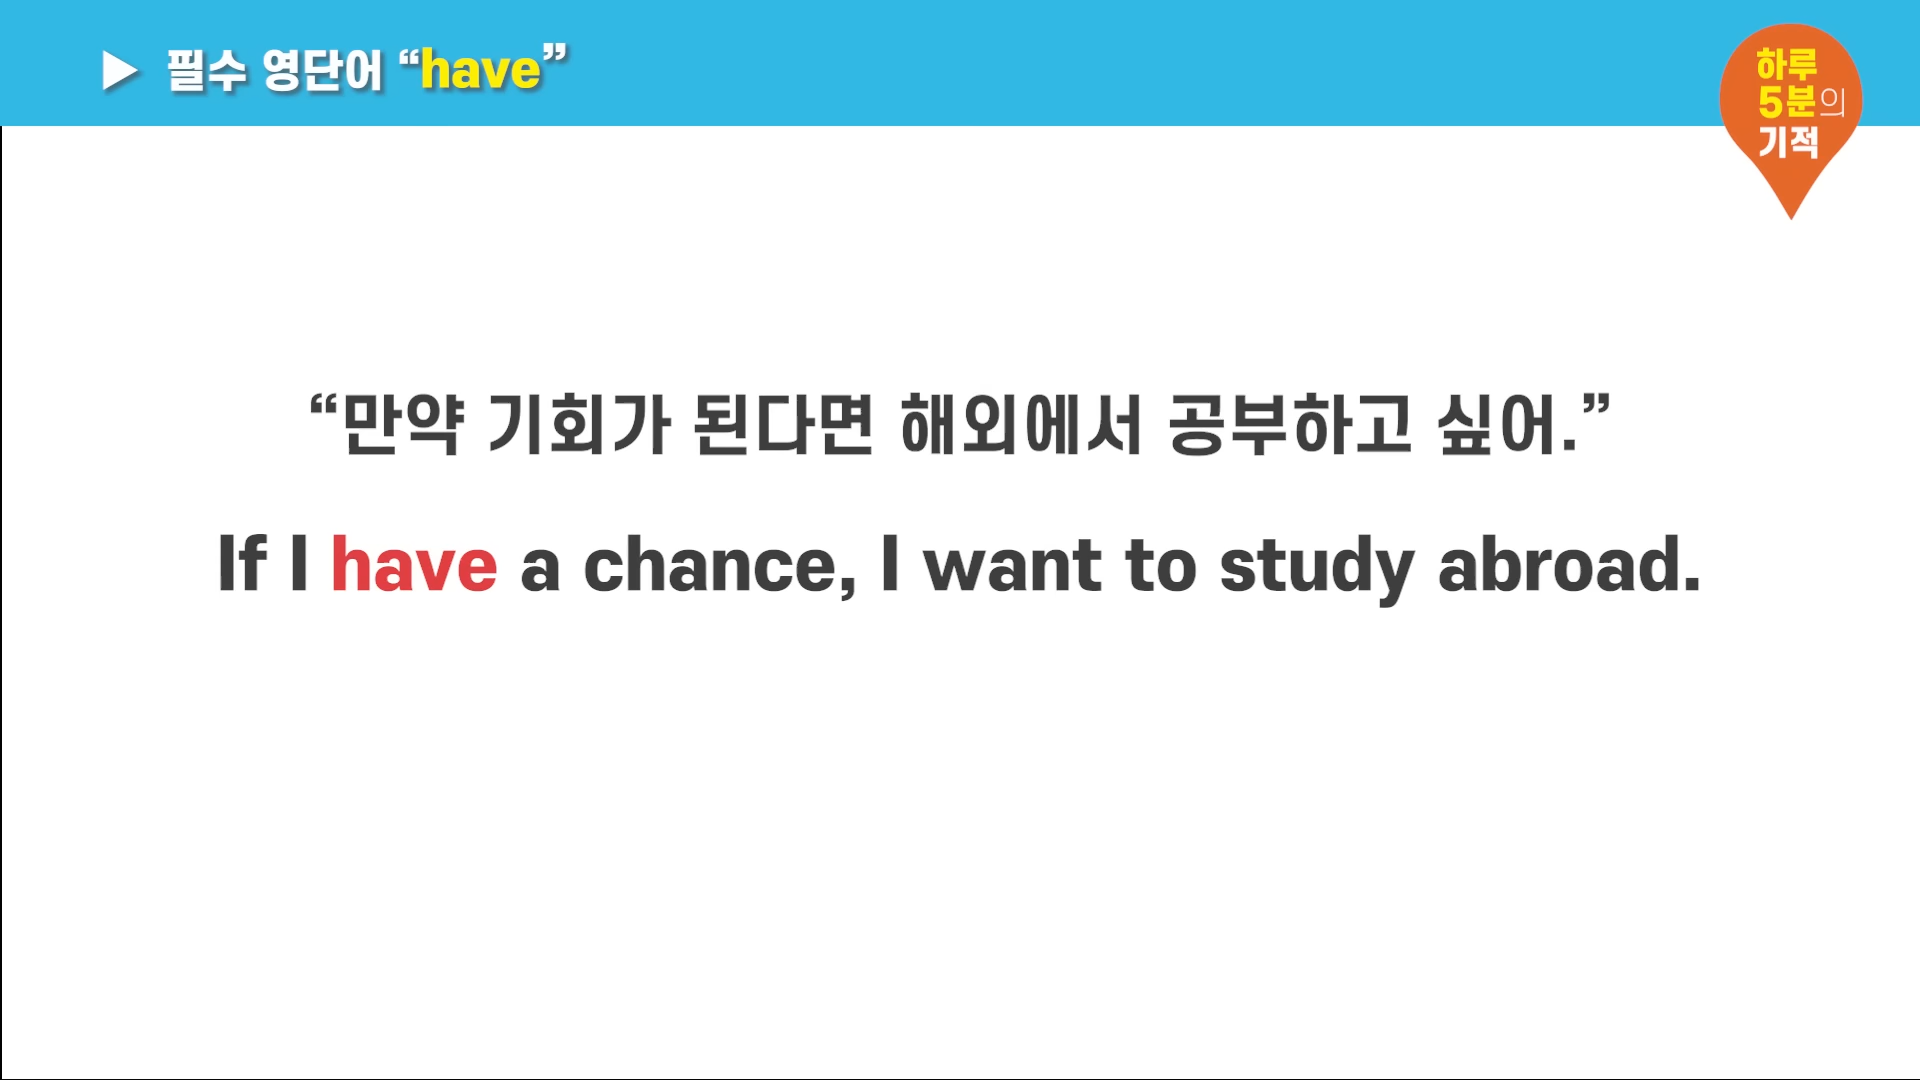 ▶ 필수 영단어 “have”
하루
5분의
기적
“만약 기회가 된다면 해외에서 공부하고 싶어.”
If I have a chance, I want to study abroad.